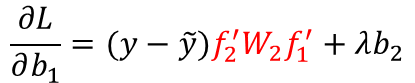 ∂L/∂b₁ = (y − ỹ)f₂′W₂f₁′ + λb₂